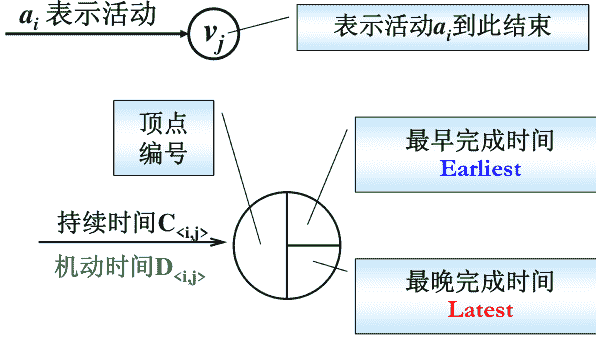 aᵢ 表示活动
vⱼ
表示活动aᵢ到此结束
顶点
编号
最早完成时间
Earliest
持续时间C<i,j>
机动时间D<i,j>
最晚完成时间
Latest